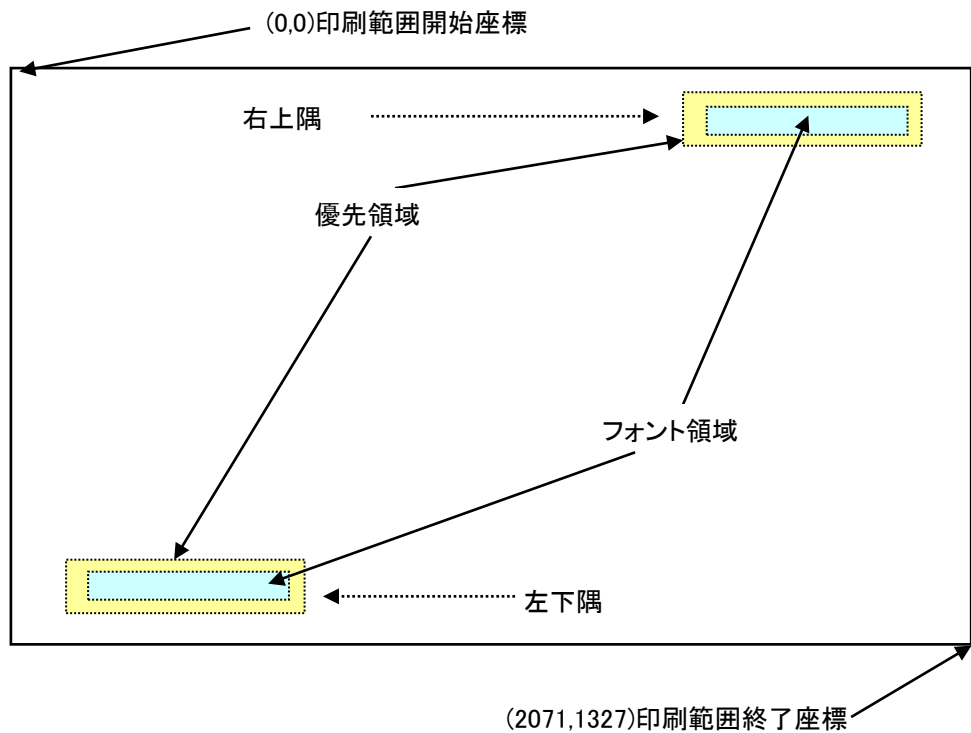 (0,0)印刷範囲開始座標
右上隅
優先領域
フォント領域
左下隅
(2071,1327)印刷範囲終了座標